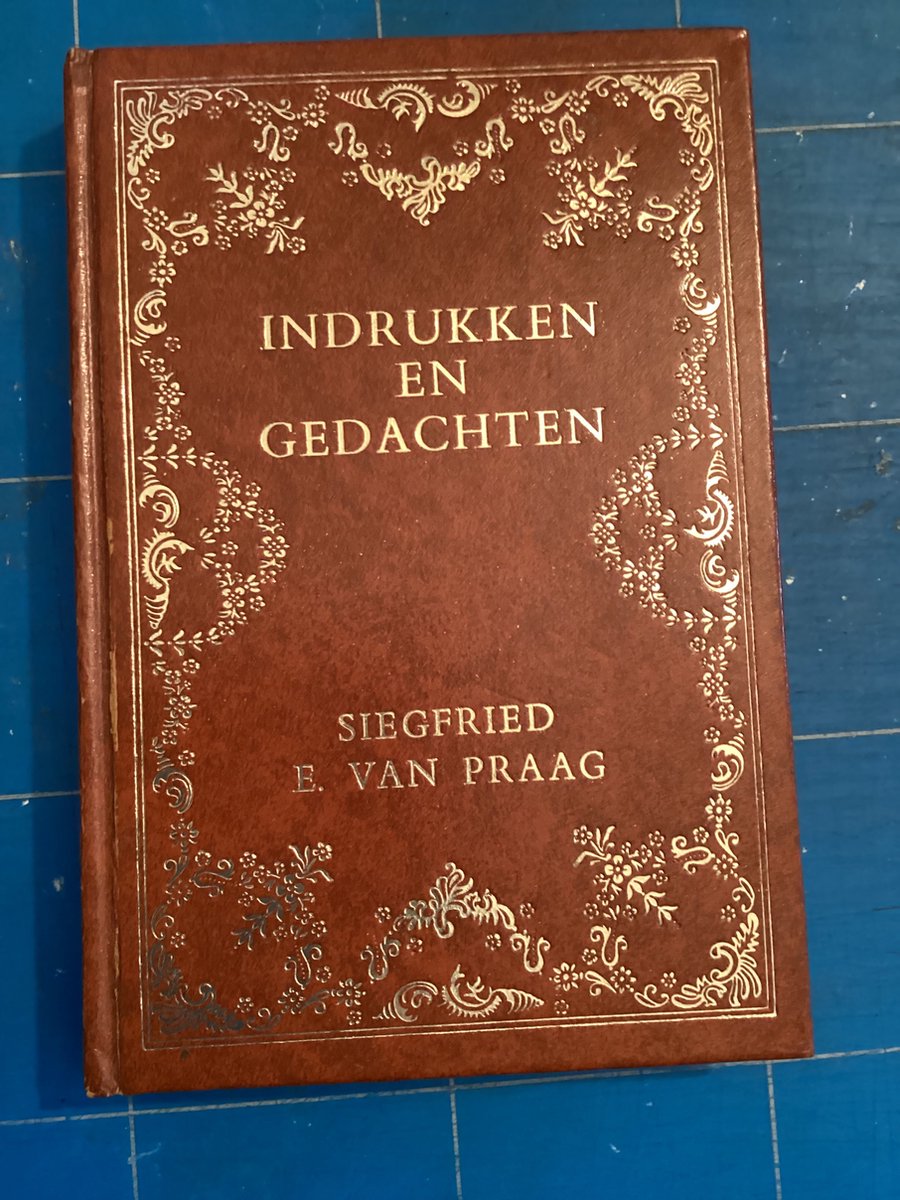 INDRUKKEN
EN
GEDACHTEN
SIEGFRIED
E. VAN PRAAG